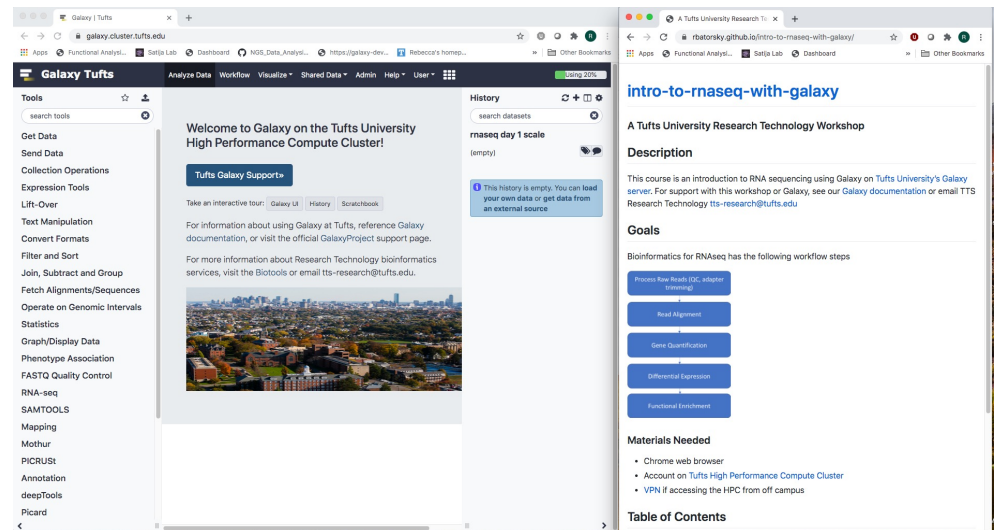 Galaxy | Tufts
galaxy.cluster.tufts.edu
Apps Functional Analysi... Satija Lab Dashboard NGS_Data_Analysi... https://galaxy-dev... Rebecca's homep... » Other Bookmarks
Galaxy Tufts
Analyze Data Workflow Visualize Shared Data Admin Help User
Using 20%
Tools
search tools
Get Data
Send Data
Collection Operations
Expression Tools
Lift-Over
Text Manipulation
Convert Formats
Filter and Sort
Join, Subtract and Group
Fetch Alignments/Sequences
Operate on Genomic Intervals
Statistics
Graph/Display Data
Phenotype Association
FASTQ Quality Control
RNA-seq
SAMTOOLS
Mapping
Mothur
PICRUSt
Annotation
deepTools
Picard
Welcome to Galaxy on the Tufts University
High Performance Compute Cluster!
Tufts Galaxy Support»
Take an interactive tour: Galaxy UI History Scratchbook
For information about using Galaxy at Tufts, reference Galaxy
documentation, or visit the official GalaxyProject support page.
For more information about Research Technology bioinformatics
services, visit the Biotools or email tts-research@tufts.edu.
History
search datasets
rnaseq day 1 scale
(empty)
This history is empty. You can load
your own data or get data from
an external source
A Tufts University Research Te
rbatorsky.github.io/intro-to-rnaseq-with-galaxy/
Apps Functional Analysi... Satija Lab Dashboard » Other Bookmarks
intro-to-rnaseq-with-galaxy
A Tufts University Research Technology Workshop
Description
This course is an introduction to RNA sequencing using Galaxy on Tufts University's Galaxy
server. For support with this workshop or Galaxy, see our Galaxy documentation or email TTS
Research Technology tts-research@tufts.edu
Goals
Bioinformatics for RNAseq has the following workflow steps
Process Raw Reads (QC, adapter
trimming)
Read Alignment
Gene Quantification
Differential Expression
Functional Enrichment
Materials Needed
• Chrome web browser
• Account on Tufts High Performance Compute Cluster
• VPN if accessing the HPC from off campus
Table of Contents